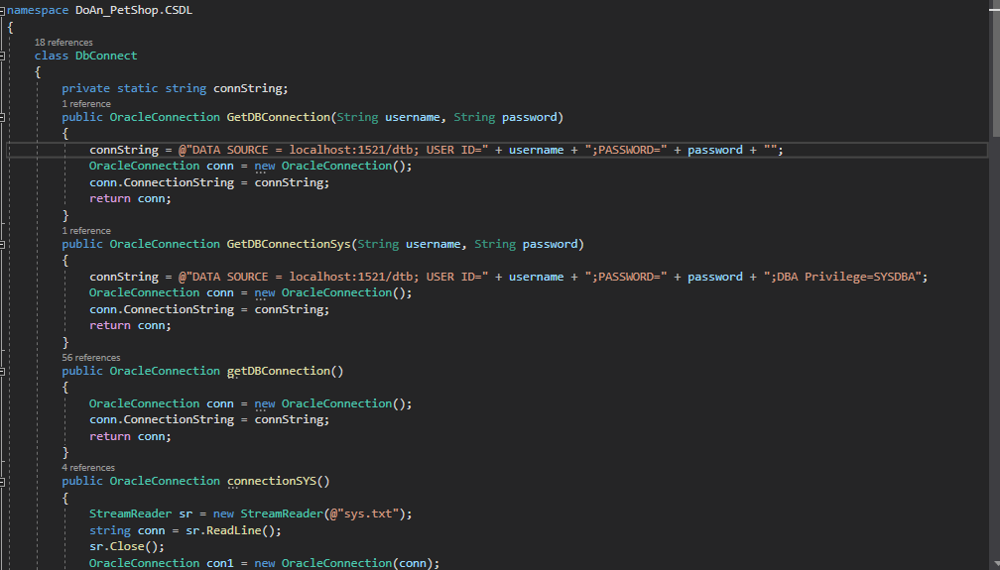 namespace DoAn_PetShop.CSDL
{
18 references
class DbConnect
{
private static string connString;
1 reference
public OracleConnection GetDBConnection(String username, String password)
{
connString = @"DATA SOURCE = localhost:1521/dtb; USER ID=" + username + ";PASSWORD=" + password + "";
OracleConnection conn = new OracleConnection();
conn.ConnectionString = connString;
return conn;
}
1 reference
public OracleConnection GetDBConnectionSys(String username, String password)
{
connString = @"DATA SOURCE = localhost:1521/dtb; USER ID=" + username + ";PASSWORD=" + password + ";DBA Privilege=SYSDBA";
OracleConnection conn = new OracleConnection();
conn.ConnectionString = connString;
return conn;
}
56 references
public OracleConnection getDBConnection()
{
OracleConnection conn = new OracleConnection();
conn.ConnectionString = connString;
return conn;
}
4 references
public OracleConnection connectionSYS()
{
StreamReader sr = new StreamReader(@"sys.txt");
string conn = sr.ReadLine();
sr.Close();
OracleConnection con1 = new OracleConnection(conn);